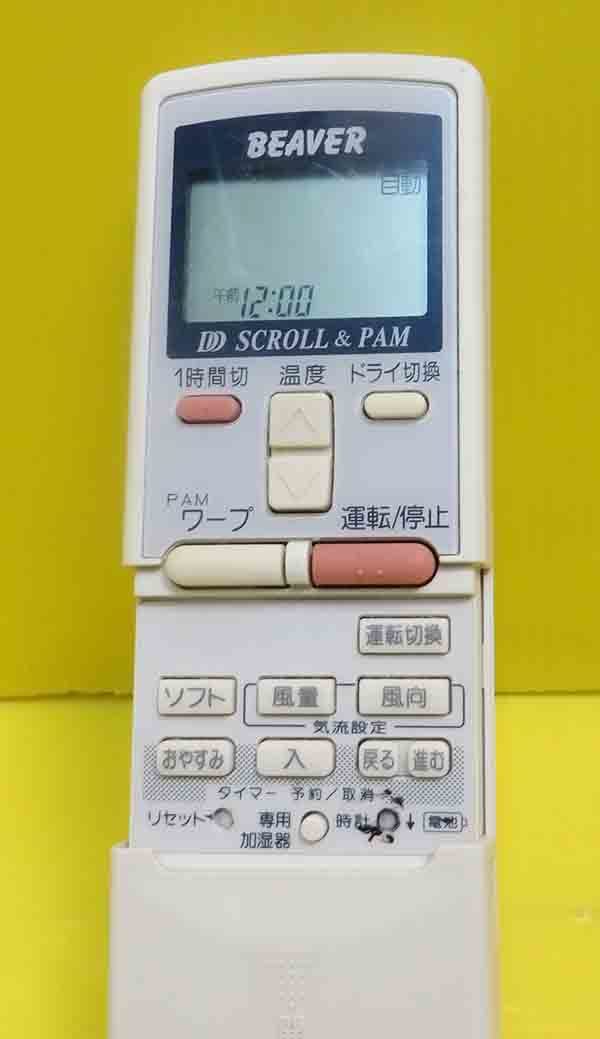 BEAVER
自動
午前 12:00
DD SCROLL & PAM
1時間切 温度 ドライ切換
PAM
ワープ 運転/停止
運転切換
ソフト 風量 風向
気流設定
おやすみ 入 戻る 進む
タイマー 予約/取消
リセット 専用 時計 ↓ 電池
加湿器